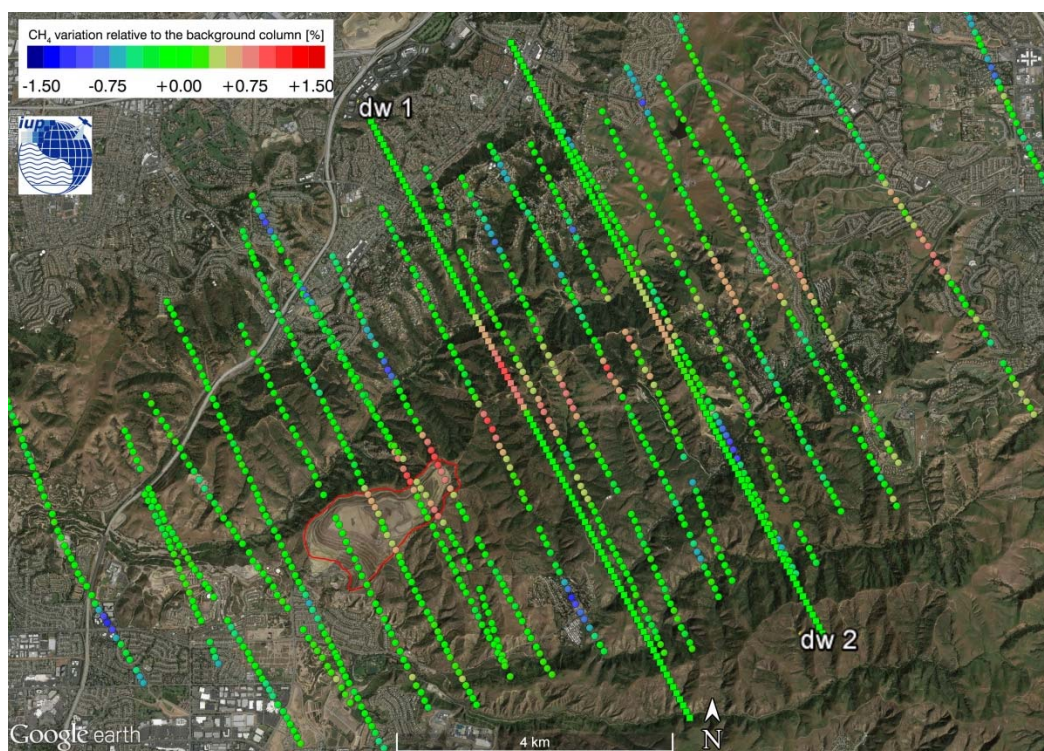 CH₄ variation relative to the background column [%]
-1.50 -0.75 +0.00 +0.75 +1.50
iup
dw 1
dw 2
N
4 km
Google earth